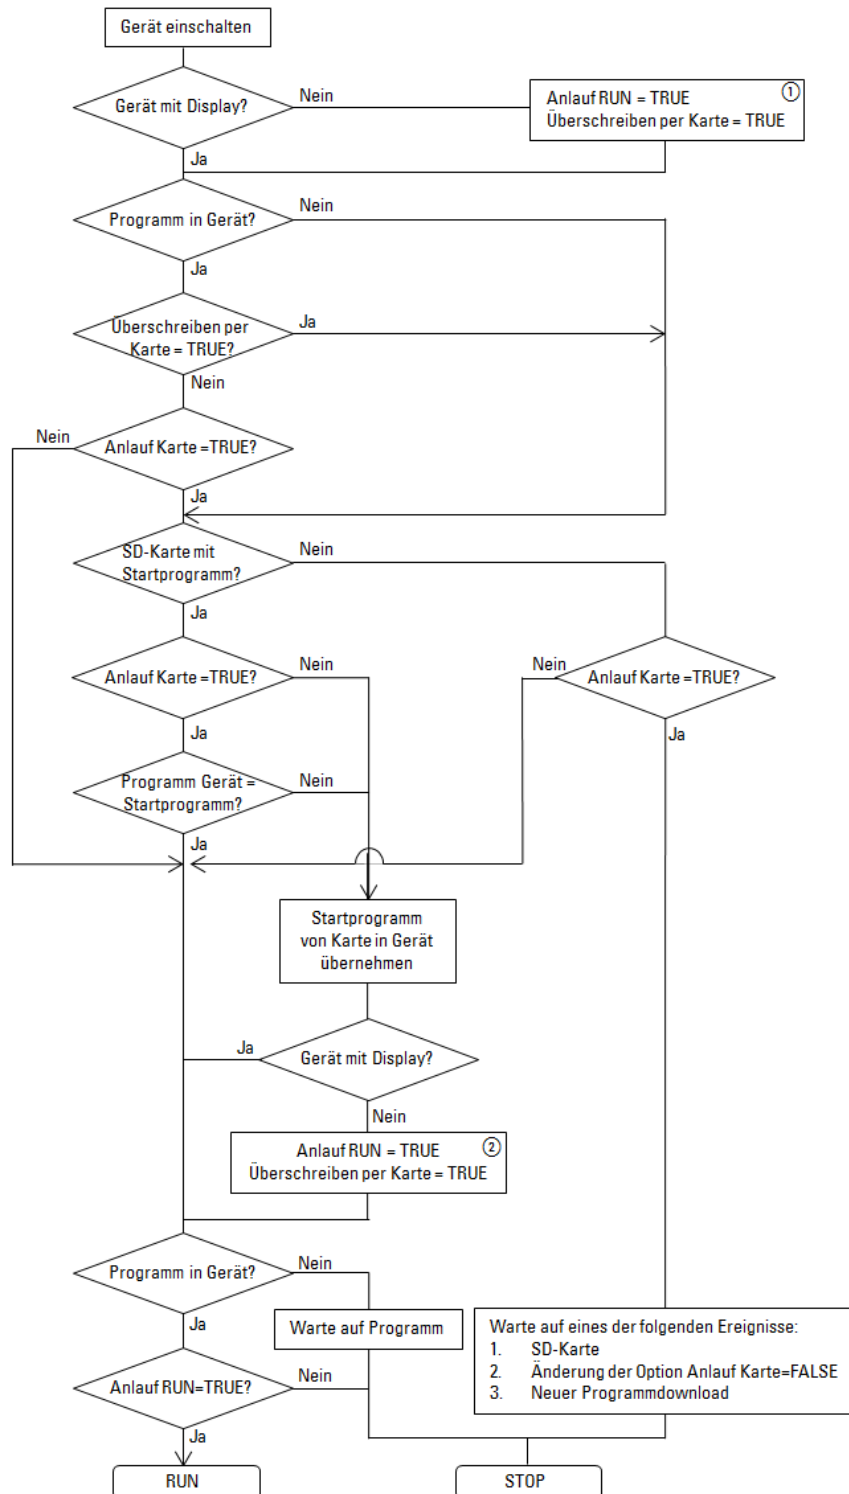 Gerät einschalten
Gerät mit Display?
Nein
Anlauf RUN = TRUE
①
Überschreiben per Karte = TRUE
Ja
Programm in Gerät?
Nein
Ja
Überschreiben per
Karte = TRUE?
Ja
Nein
Nein
Anlauf Karte =TRUE?
Ja
SD-Karte mit
Startprogramm?
Nein
Ja
Anlauf Karte =TRUE?
Nein
Nein
Anlauf Karte =TRUE?
Ja
Ja
Programm Gerät =
Startprogramm?
Nein
Ja
Startprogramm
von Karte in Gerät
übernehmen
Ja
Gerät mit Display?
Nein
Anlauf RUN = TRUE
②
Überschreiben per Karte = TRUE
Programm in Gerät?
Nein
Ja
Warte auf Programm
Warte auf eines der folgenden Ereignisse:
1. SD-Karte
2. Änderung der Option Anlauf Karte=FALSE
3. Neuer Programmdownload
Anlauf RUN=TRUE?
Nein
Ja
RUN
STOP